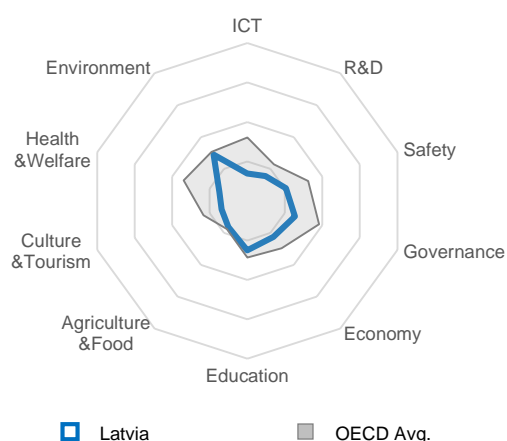 ICT
R&D
Safety
Governance
Economy
Education
Agriculture
&Food
Culture
&Tourism
Health
&Welfare
Environment
Latvia
OECD Avg.